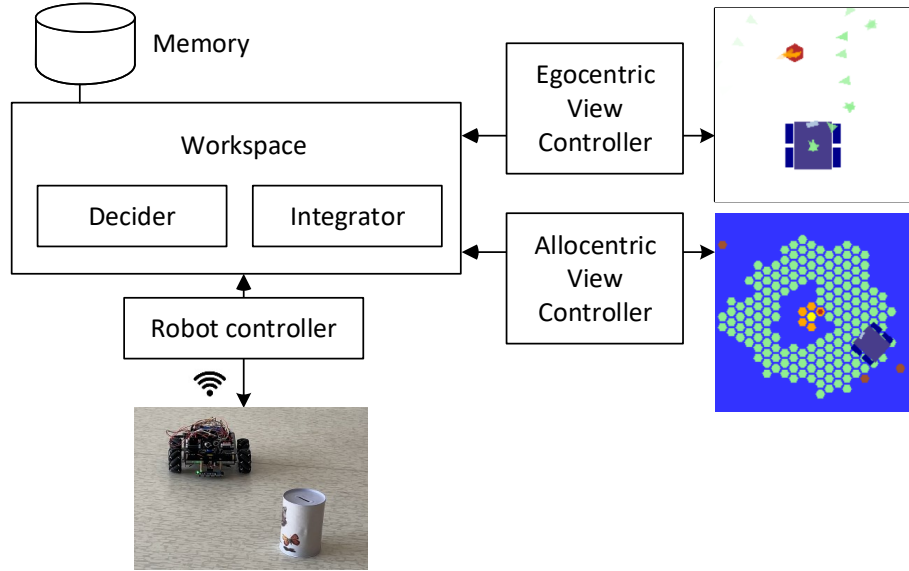 Memory
Workspace
Decider
Integrator
Egocentric
View
Controller
Allocentric
View
Controller
Robot controller